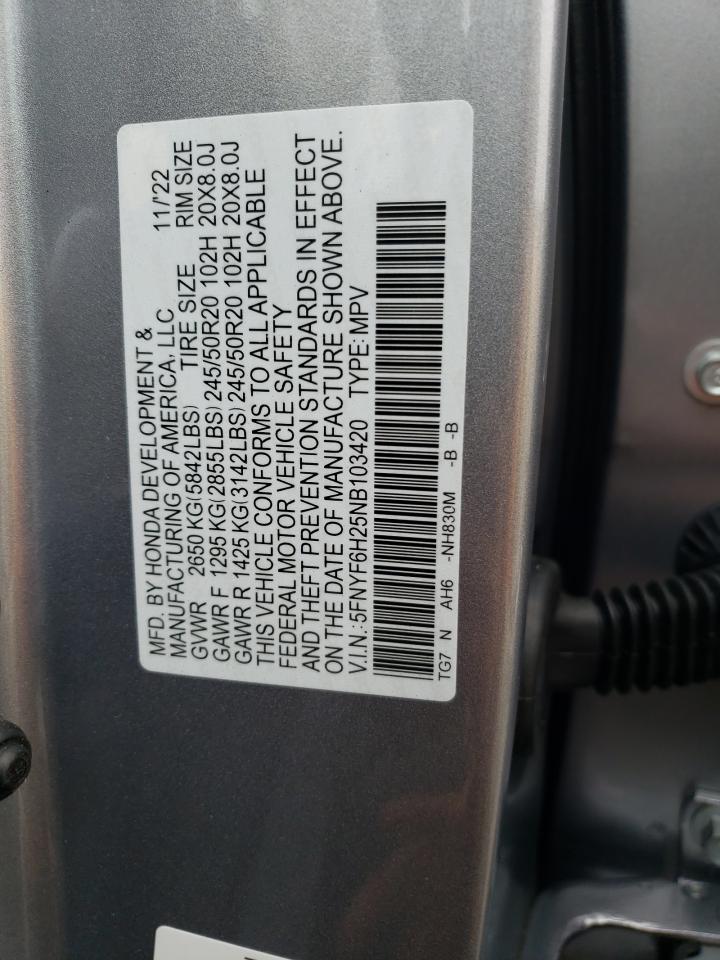 MFD. BY HONDA DEVELOPMENT &
MANUFACTURING OF AMERICA, LLC 11/'22
GVWR 2650 KG(5842LBS) TIRE SIZE RIM SIZE
GAWR F 1295 KG(2855LBS) 245/50R20 102H 20X8.0J
GAWR R 1425 KG(3142LBS) 245/50R20 102H 20X8.0J
THIS VEHICLE CONFORMS TO ALL APPLICABLE
FEDERAL MOTOR VEHICLE SAFETY
AND THEFT PREVENTION STANDARDS IN EFFECT
ON THE DATE OF MANUFACTURE SHOWN ABOVE.
V.I.N.:5FNYF6H25NB103420 TYPE: MPV
TG7 N AH6 -NH830M -B -B